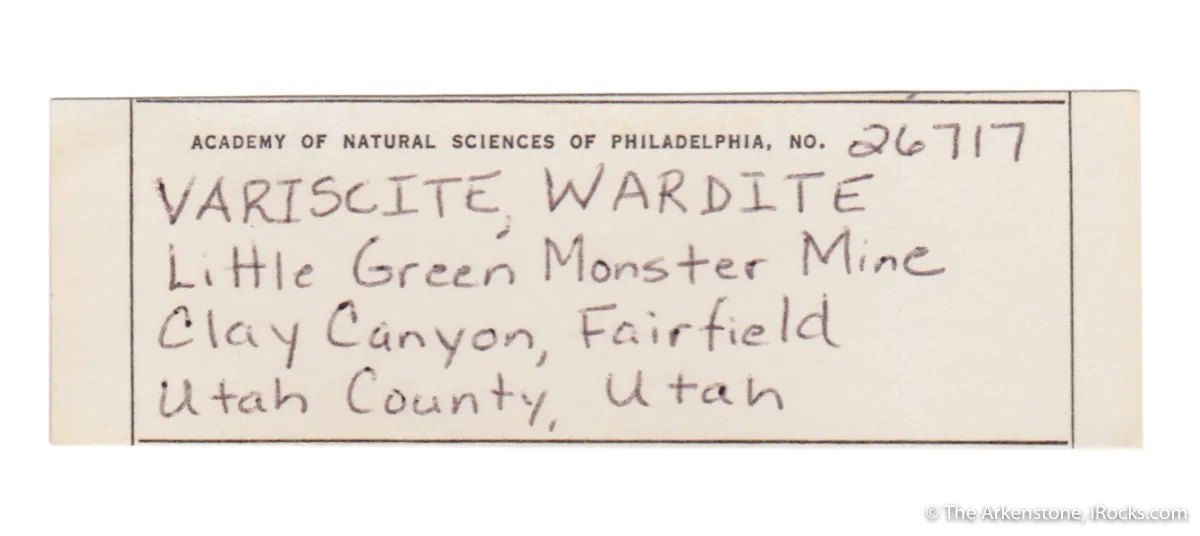 ACADEMY OF NATURAL SCIENCES OF PHILADELPHIA, NO. 26717
VARISCITE, WARDITE
Little Green Monster Mine
Clay Canyon, Fairfield
Utah County, Utah
© The Arkenstone, iRocks.com